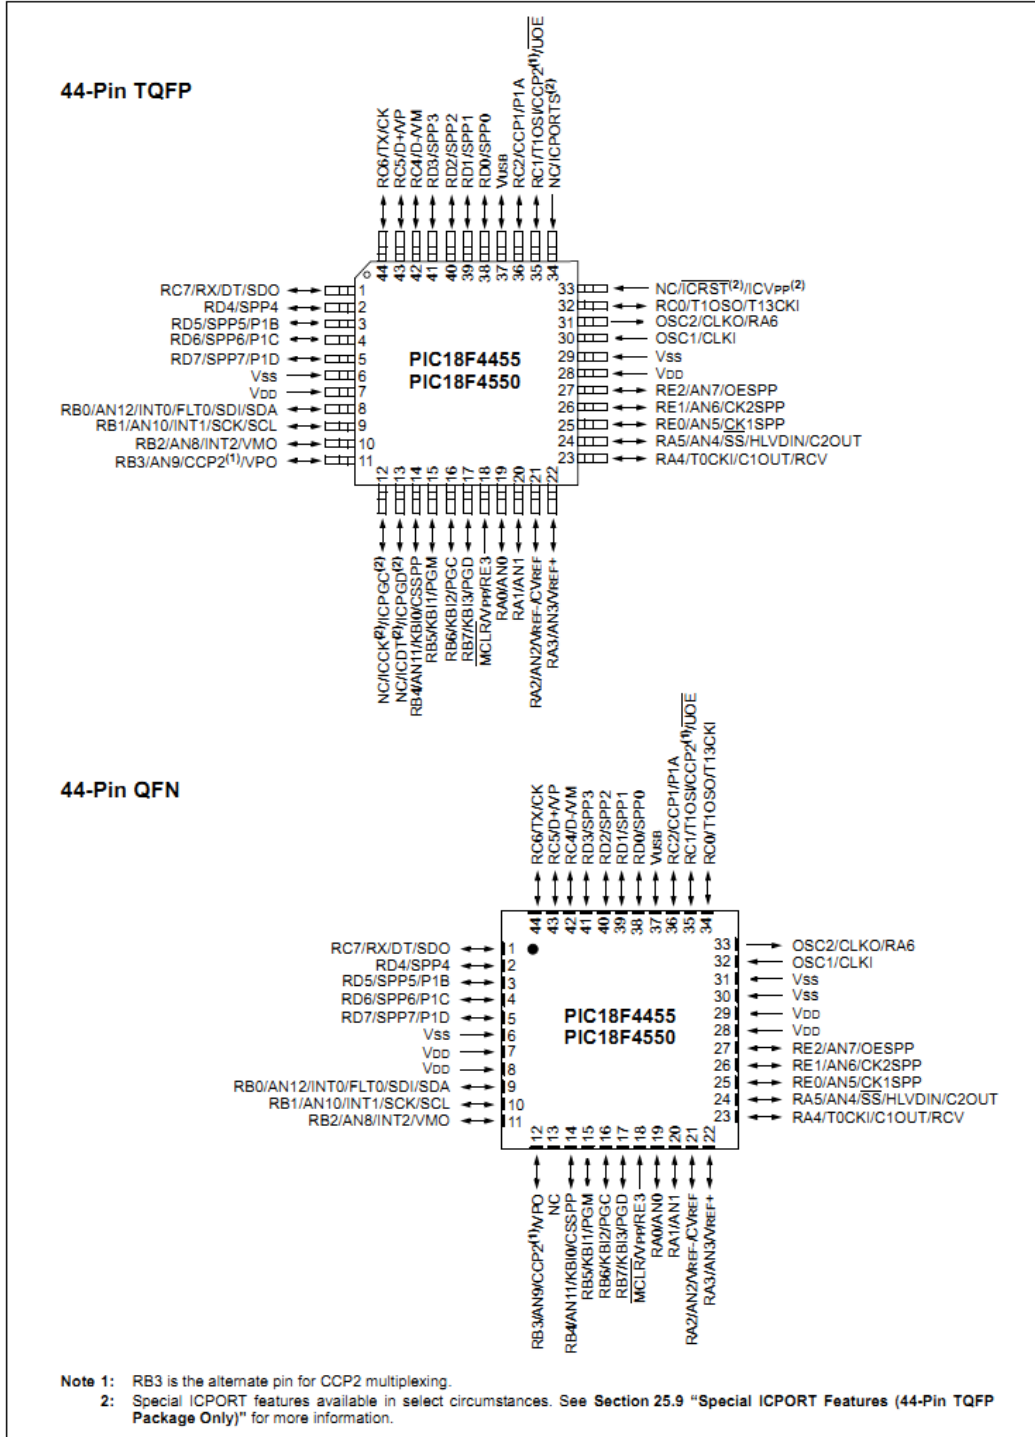 44-Pin TQFP
RC6/TX/CK
RC5/D+/VP
RC4/D-/VM
RD3/SPP3
RD2/SPP2
RD1/SPP1
RD0/SPP0
VUSB
RC2/CCP1/P1A
RC1/T1OSI/CCP2(1)/UOE
NC/ICPORTS(2)
44 43 42 41 40 39 38 37 36 35 34
RC7/RX/DT/SDO 1
RD4/SPP4 2
RD5/SPP5/P1B 3
RD6/SPP6/P1C 4
RD7/SPP7/P1D 5
VSS 6
VDD 7
RB0/AN12/INT0/FLT0/SDI/SDA 8
RB1/AN10/INT1/SCK/SCL 9
RB2/AN8/INT2/VMO 10
RB3/AN9/CCP2(1)/VPO 11
PIC18F4455
PIC18F4550
33 NC/ICRST(2)/ICVPP(2)
32 RC0/T1OSO/T13CKI
31 OSC2/CLKO/RA6
30 OSC1/CLKI
29 VSS
28 VDD
27 RE2/AN7/OESPP
26 RE1/AN6/CK2SPP
25 RE0/AN5/CK1SPP
24 RA5/AN4/SS/HLVDIN/C2OUT
23 RA4/T0CKI/C1OUT/RCV
12 13 14 15 16 17 18 19 20 21 22
NC/ICCK(2)/ICPGC(2)
NC/ICDT(2)/ICPGD(2)
RB4/AN11/KBI0/CSSPP
RB5/KBI1/PGM
RB6/KBI2/PGC
RB7/KBI3/PGD
MCLR/VPP/RE3
RA0/AN0
RA1/AN1
RA2/AN2/VREF-/CVREF
RA3/AN3/VREF+
44-Pin QFN
RC6/TX/CK
RC5/D+/VP
RC4/D-/VM
RD3/SPP3
RD2/SPP2
RD1/SPP1
RD0/SPP0
VUSB
RC2/CCP1/P1A
RC1/T1OSI/CCP2(1)/UOE
RC0/T1OSO/T13CKI
44 43 42 41 40 39 38 37 36 35 34
RC7/RX/DT/SDO 1
RD4/SPP4 2
RD5/SPP5/P1B 3
RD6/SPP6/P1C 4
RD7/SPP7/P1D 5
VSS 6
VDD 7
VDD 8
RB0/AN12/INT0/FLT0/SDI/SDA 9
RB1/AN10/INT1/SCK/SCL 10
RB2/AN8/INT2/VMO 11
PIC18F4455
PIC18F4550
33 OSC2/CLKO/RA6
32 OSC1/CLKI
31 VSS
30 VSS
29 VDD
28 VDD
27 RE2/AN7/OESPP
26 RE1/AN6/CK2SPP
25 RE0/AN5/CK1SPP
24 RA5/AN4/SS/HLVDIN/C2OUT
23 RA4/T0CKI/C1OUT/RCV
12 13 14 15 16 17 18 19 20 21 22
RB3/AN9/CCP2(1)/VPO
NC
RB4/AN11/KBI0/CSSPP
RB5/KBI1/PGM
RB6/KBI2/PGC
RB7/KBI3/PGD
MCLR/VPP/RE3
RA0/AN0
RA1/AN1
RA2/AN2/VREF-/CVREF
RA3/AN3/VREF+
Note 1: RB3 is the alternate pin for CCP2 multiplexing.
2: Special ICPORT features available in select circumstances. See Section 25.9 “Special ICPORT Features (44-Pin TQFP
Package Only)” for more information.